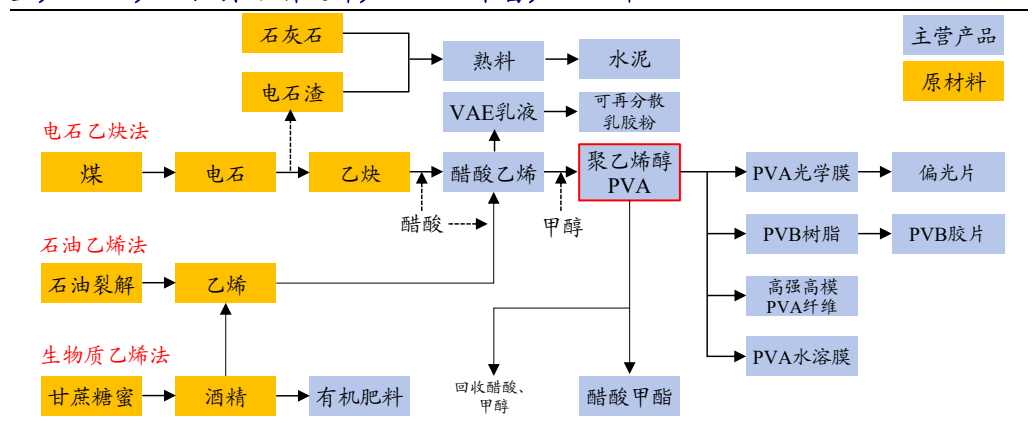 石灰石
主营产品
熟料
水泥
电石渣
原材料
VAE乳液
可再分散
乳胶粉
电石乙炔法
煤
电石
乙炔
醋酸乙烯
聚乙烯醇
PVA
PVA光学膜
偏光片
醋酸
甲醇
PVB树脂
PVB胶片
石油乙烯法
石油裂解
乙烯
高强高模
PVA纤维
生物质乙烯法
PVA水溶膜
甘蔗糖蜜
酒精
有机肥料
回收醋酸、
甲醇
醋酸甲酯